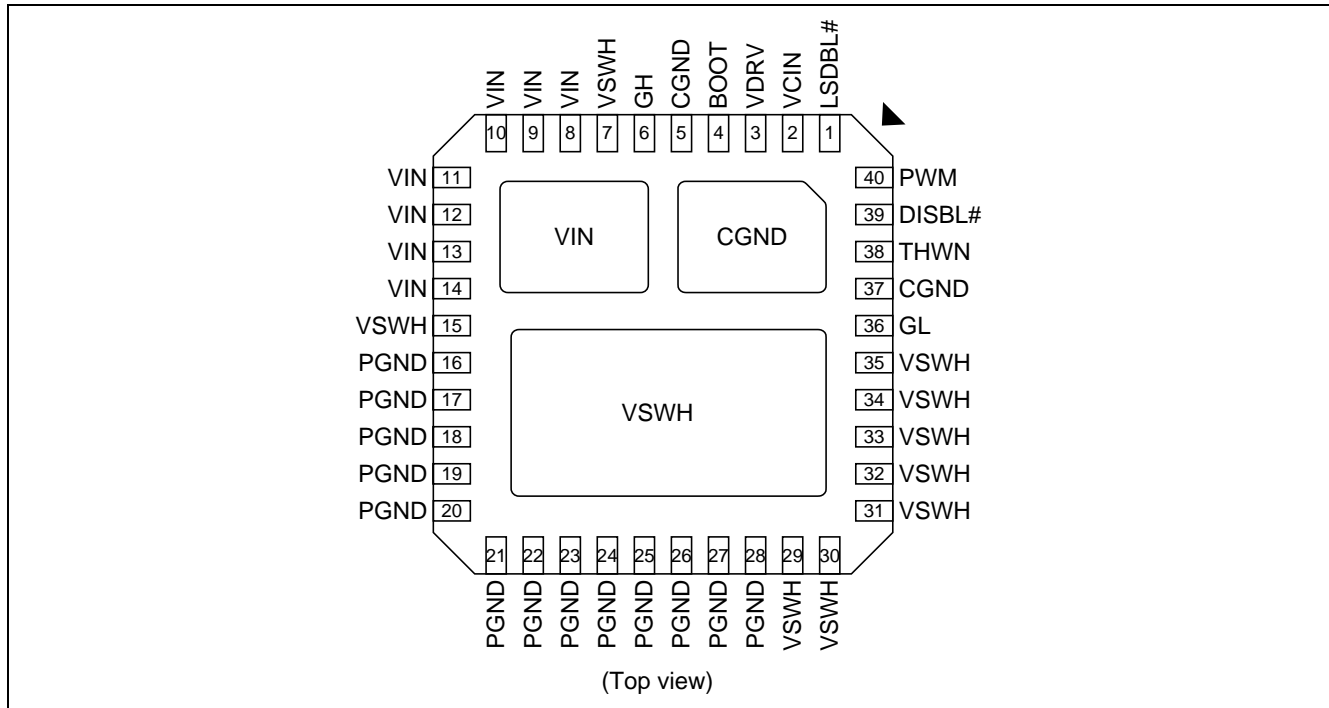 VIN VIN VIN VSWH GH CGND BOOT VDRV VCIN LSDBL#
10 9 8 7 6 5 4 3 2 1
VIN 11 40 PWM
VIN 12 39 DISBL#
VIN CGND
VIN 13 38 THWN
VIN 14 37 CGND
VSWH 15 36 GL
PGND 16 35 VSWH
PGND 17 34 VSWH
VSWH
PGND 18 33 VSWH
PGND 19 32 VSWH
PGND 20 31 VSWH
21 22 23 24 25 26 27 28 29 30
PGND PGND PGND PGND PGND PGND PGND PGND VSWH VSWH
(Top view)